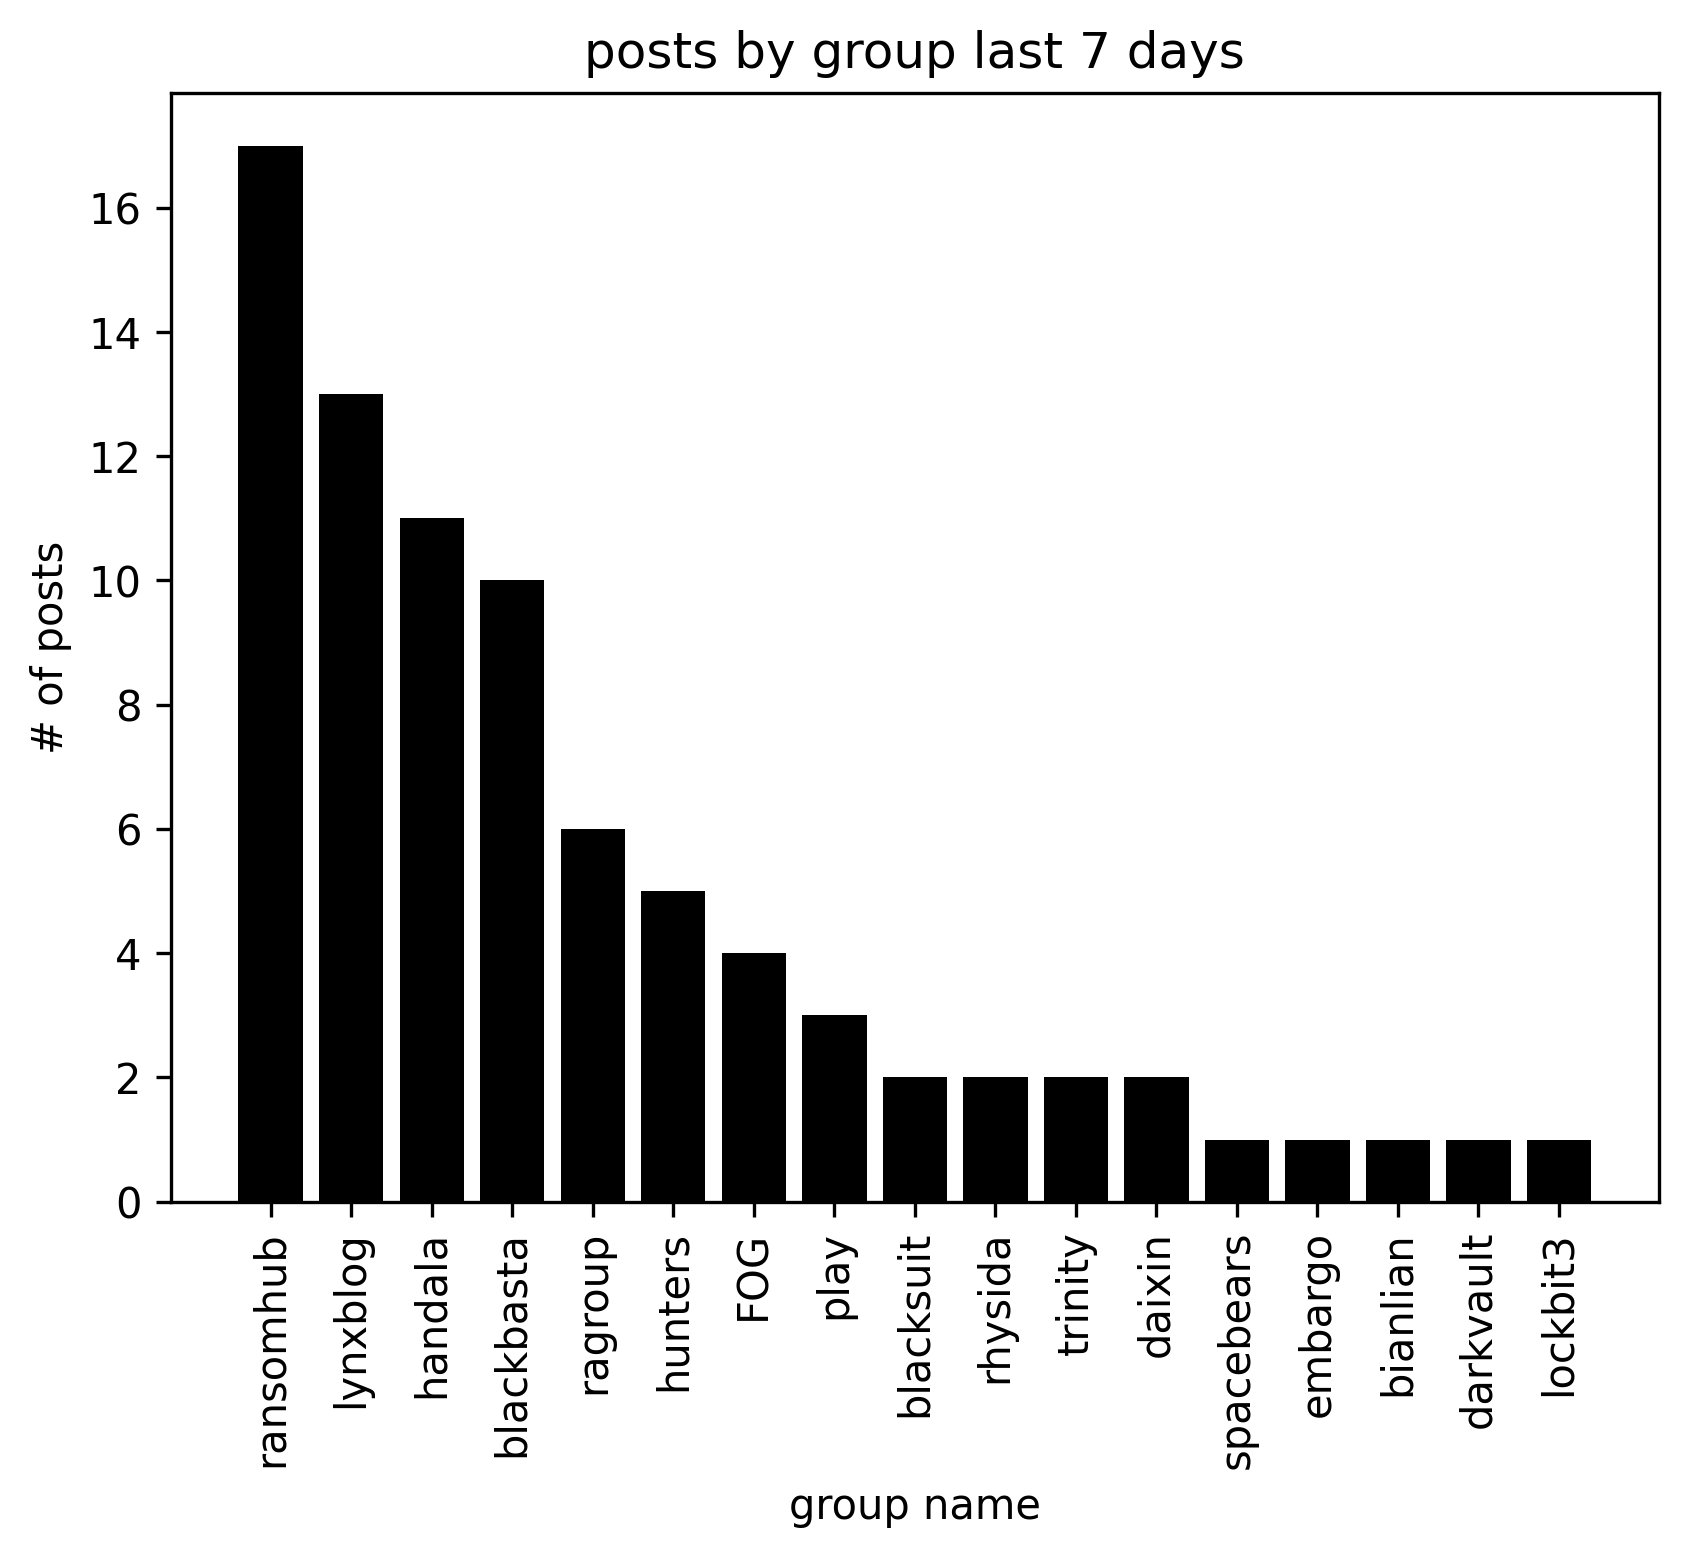 posts by group last 7 days
# of posts
16
14
12
10
8
6
4
2
0
ransomhub
lynxblog
handala
blackbasta
ragroup
hunters
FOG
play
blacksuit
rhysida
trinity
daixin
spacebears
embargo
bianlian
darkvault
lockbit3
group name